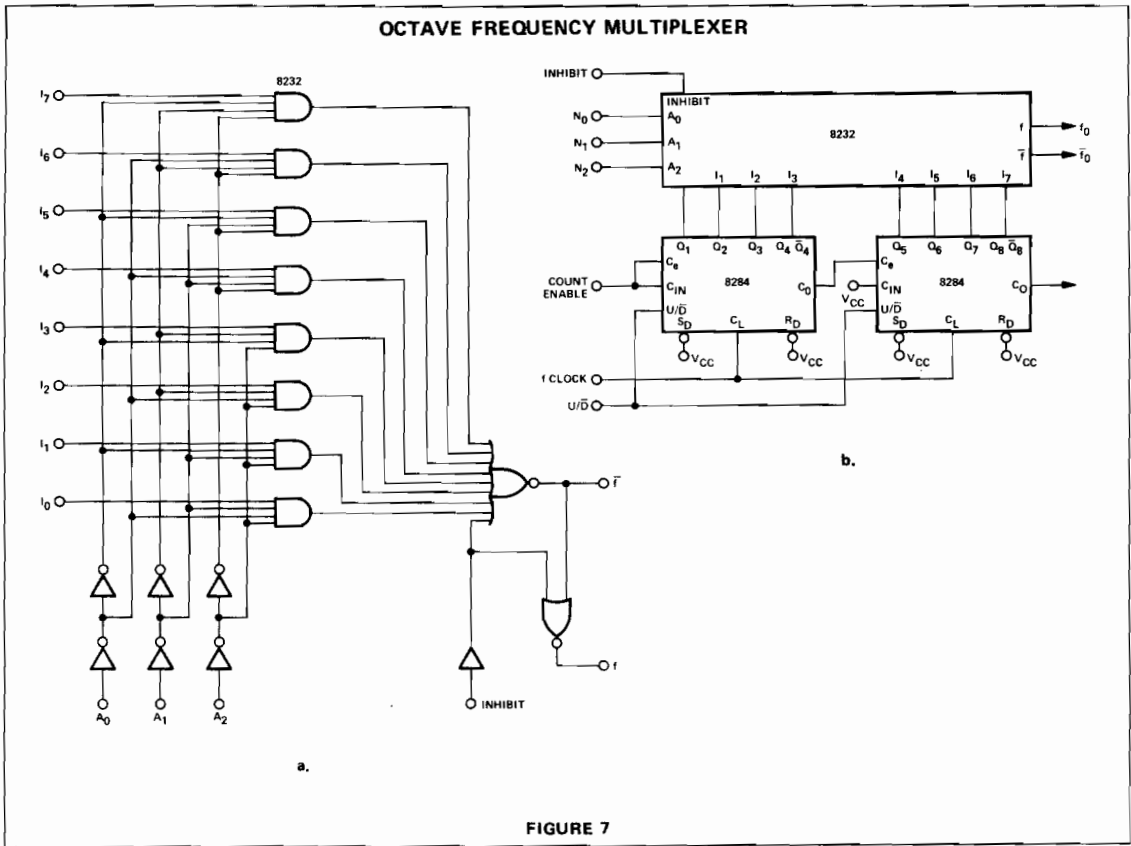 OCTAVE FREQUENCY MULTIPLEXER
I7
8232
I6
I5
I4
I3
I2
I1
I0
A0 A1 A2
INHIBIT
f̅
f
a.
INHIBIT
N0
N1
N2
INHIBIT
A0
A1
A2
8232
f
f̅
f0
f̅0
I1 I2 I3 I4 I5 I6 I7
Q1 Q2 Q3 Q4 Q̅4
Q5 Q6 Q7 Q8 Q̅8
COUNT
ENABLE
Ce
CIN
U/D̅
8284
C0
SD CL RD
VCC VCC
Ce
CIN
U/D̅
VCC
8284
CO
SD CL RD
VCC VCC
f CLOCK
U/D̅
b.
FIGURE 7